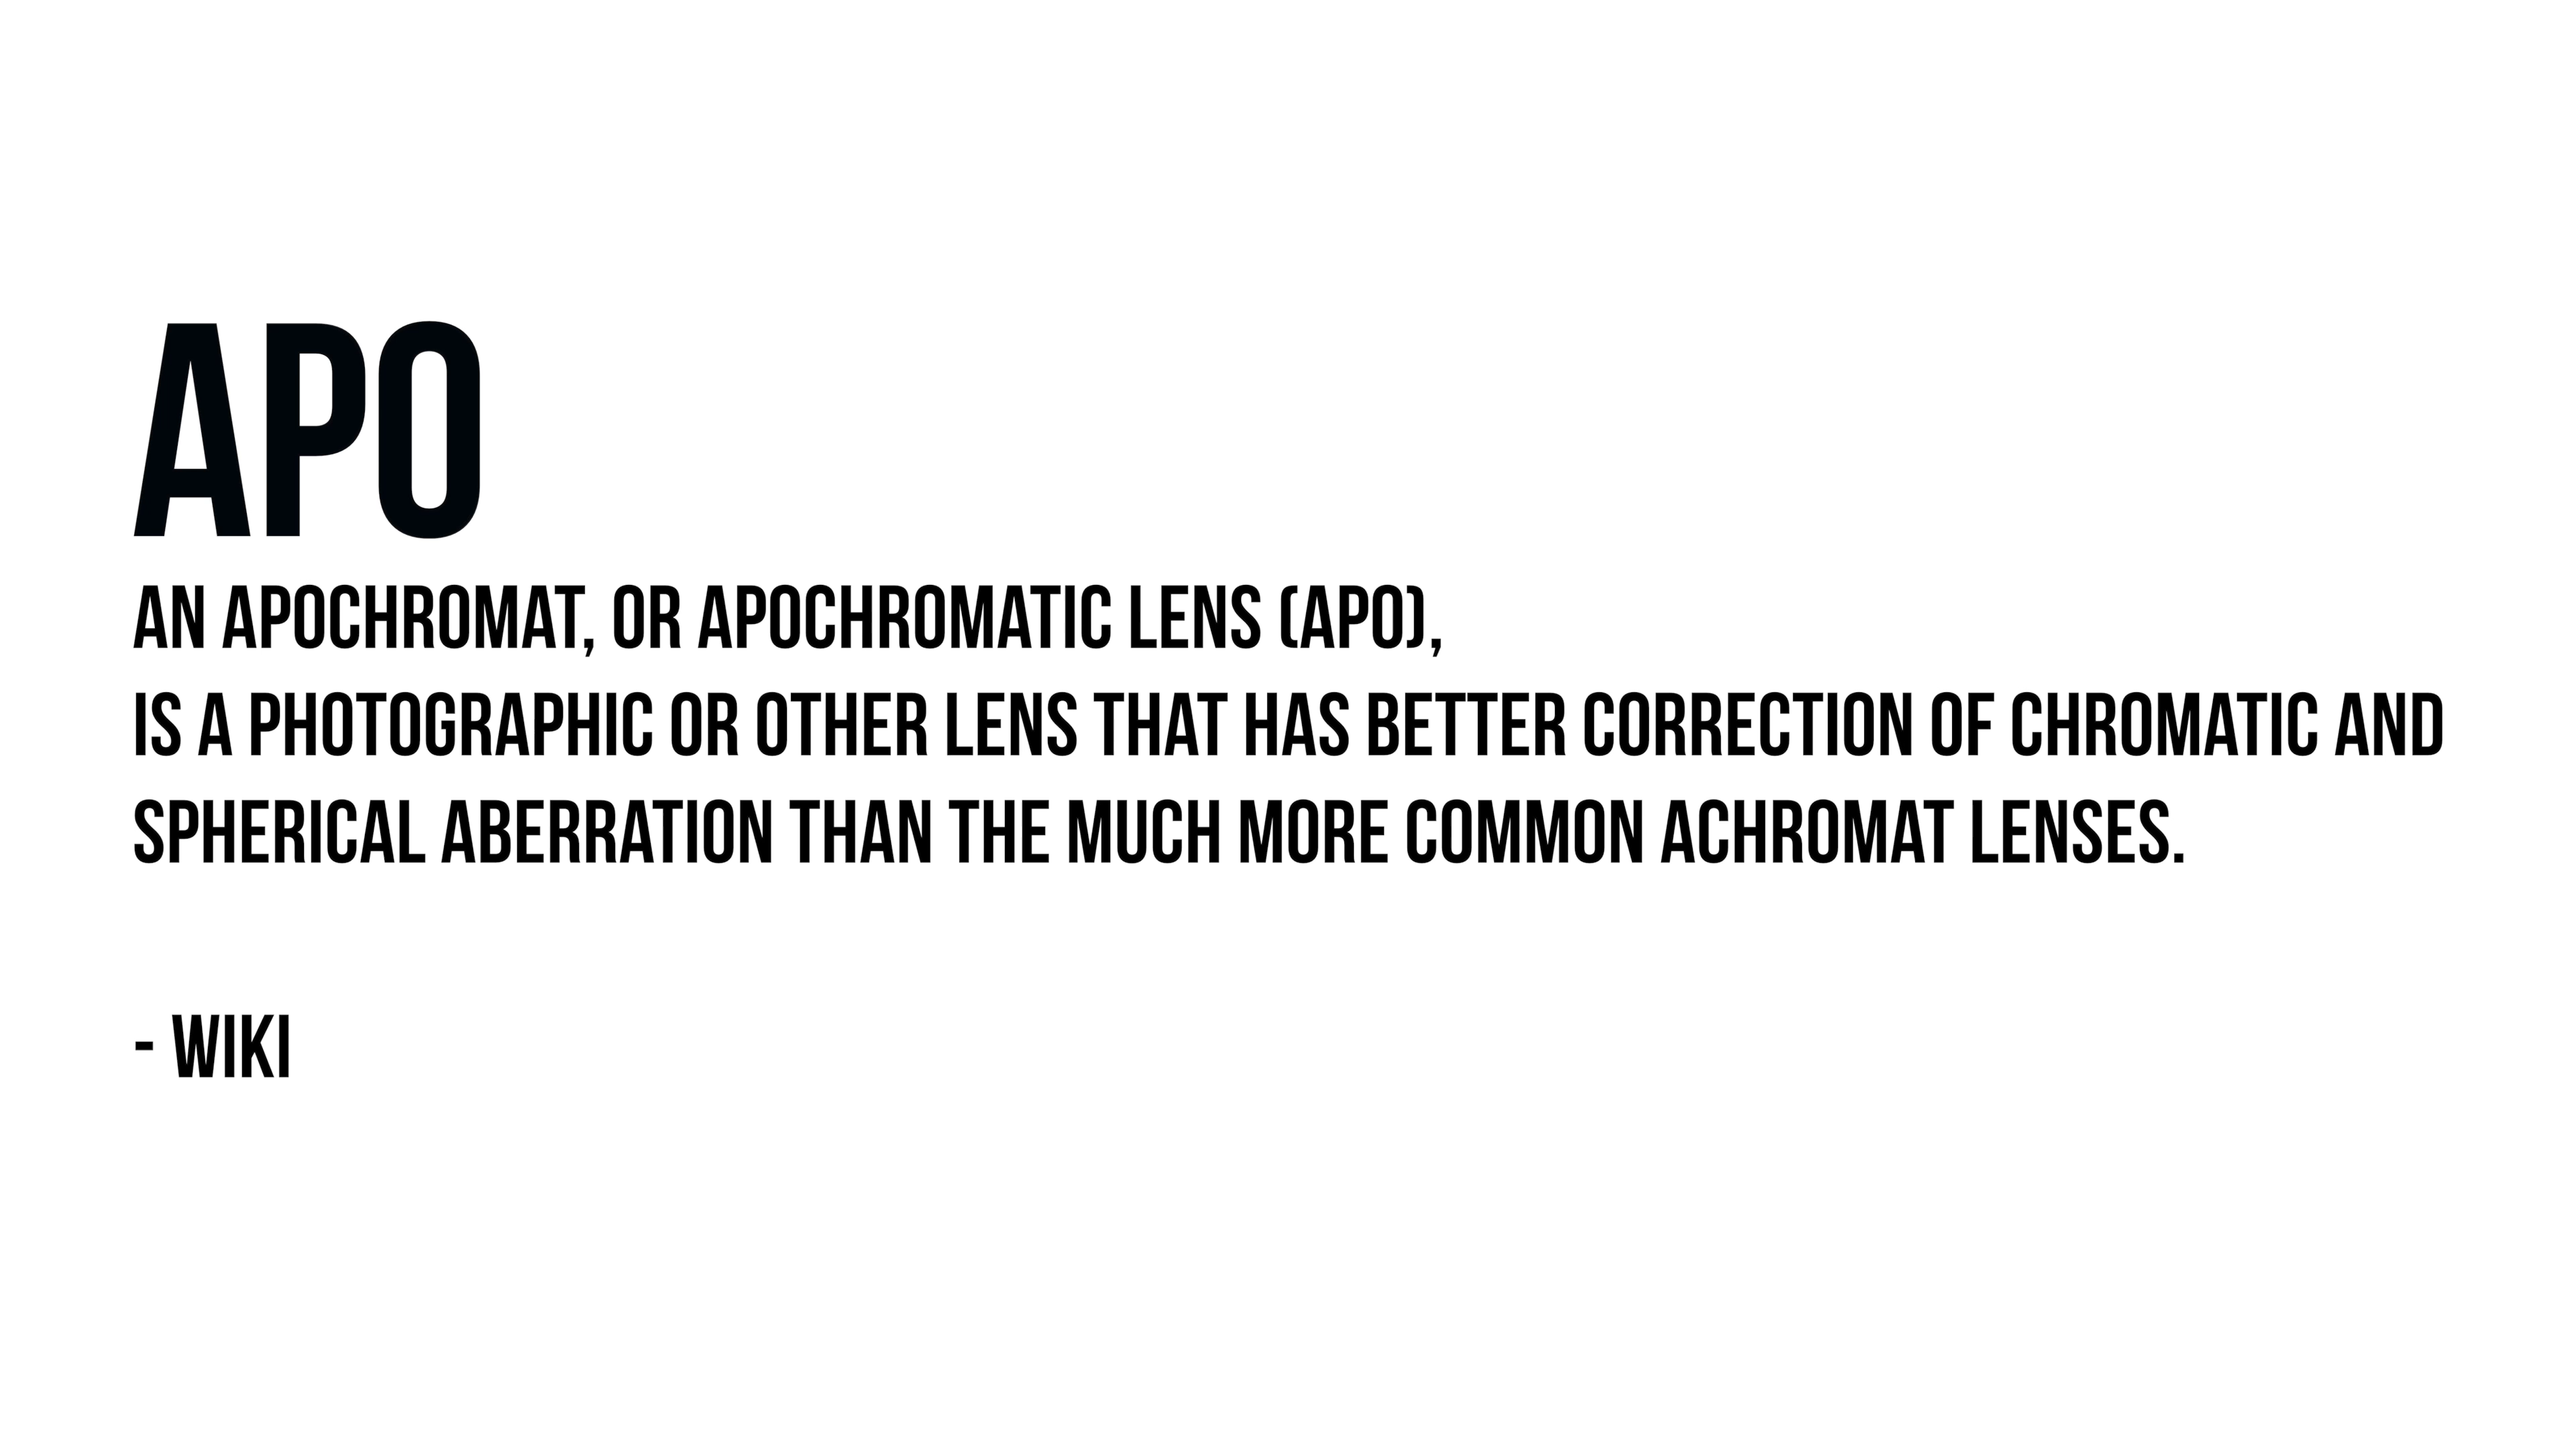 APO
AN APOCHROMAT, OR APOCHROMATIC LENS (APO),
IS A PHOTOGRAPHIC OR OTHER LENS THAT HAS BETTER CORRECTION OF CHROMATIC AND
SPHERICAL ABERRATION THAN THE MUCH MORE COMMON ACHROMAT LENSES.
- WIKI